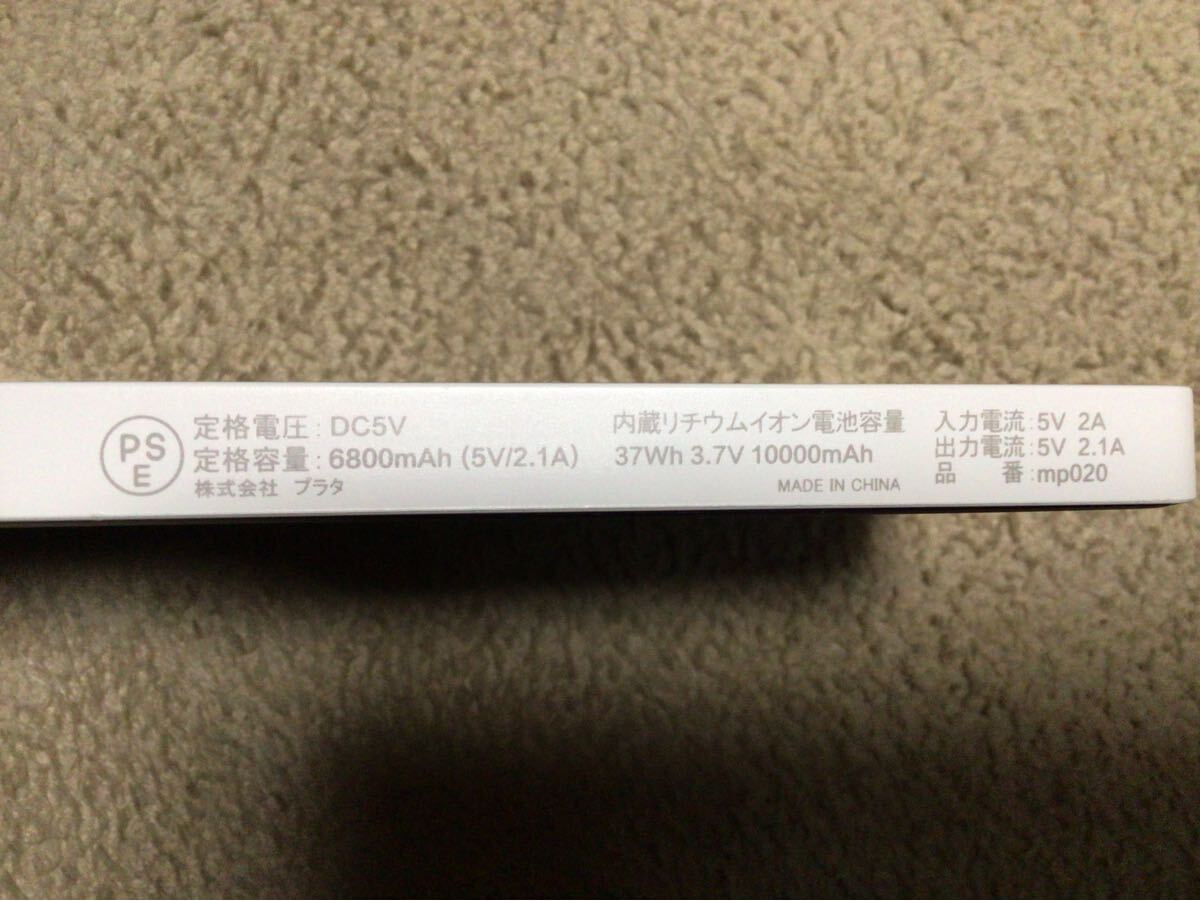 PS
E
定格電圧:DC5V
定格容量:6800mAh (5V/2.1A)
株式会社 プラタ
内蔵リチウムイオン電池容量
37Wh 3.7V 10000mAh
MADE IN CHINA
入力電流:5V 2A
出力電流:5V 2.1A
品 番:mp020